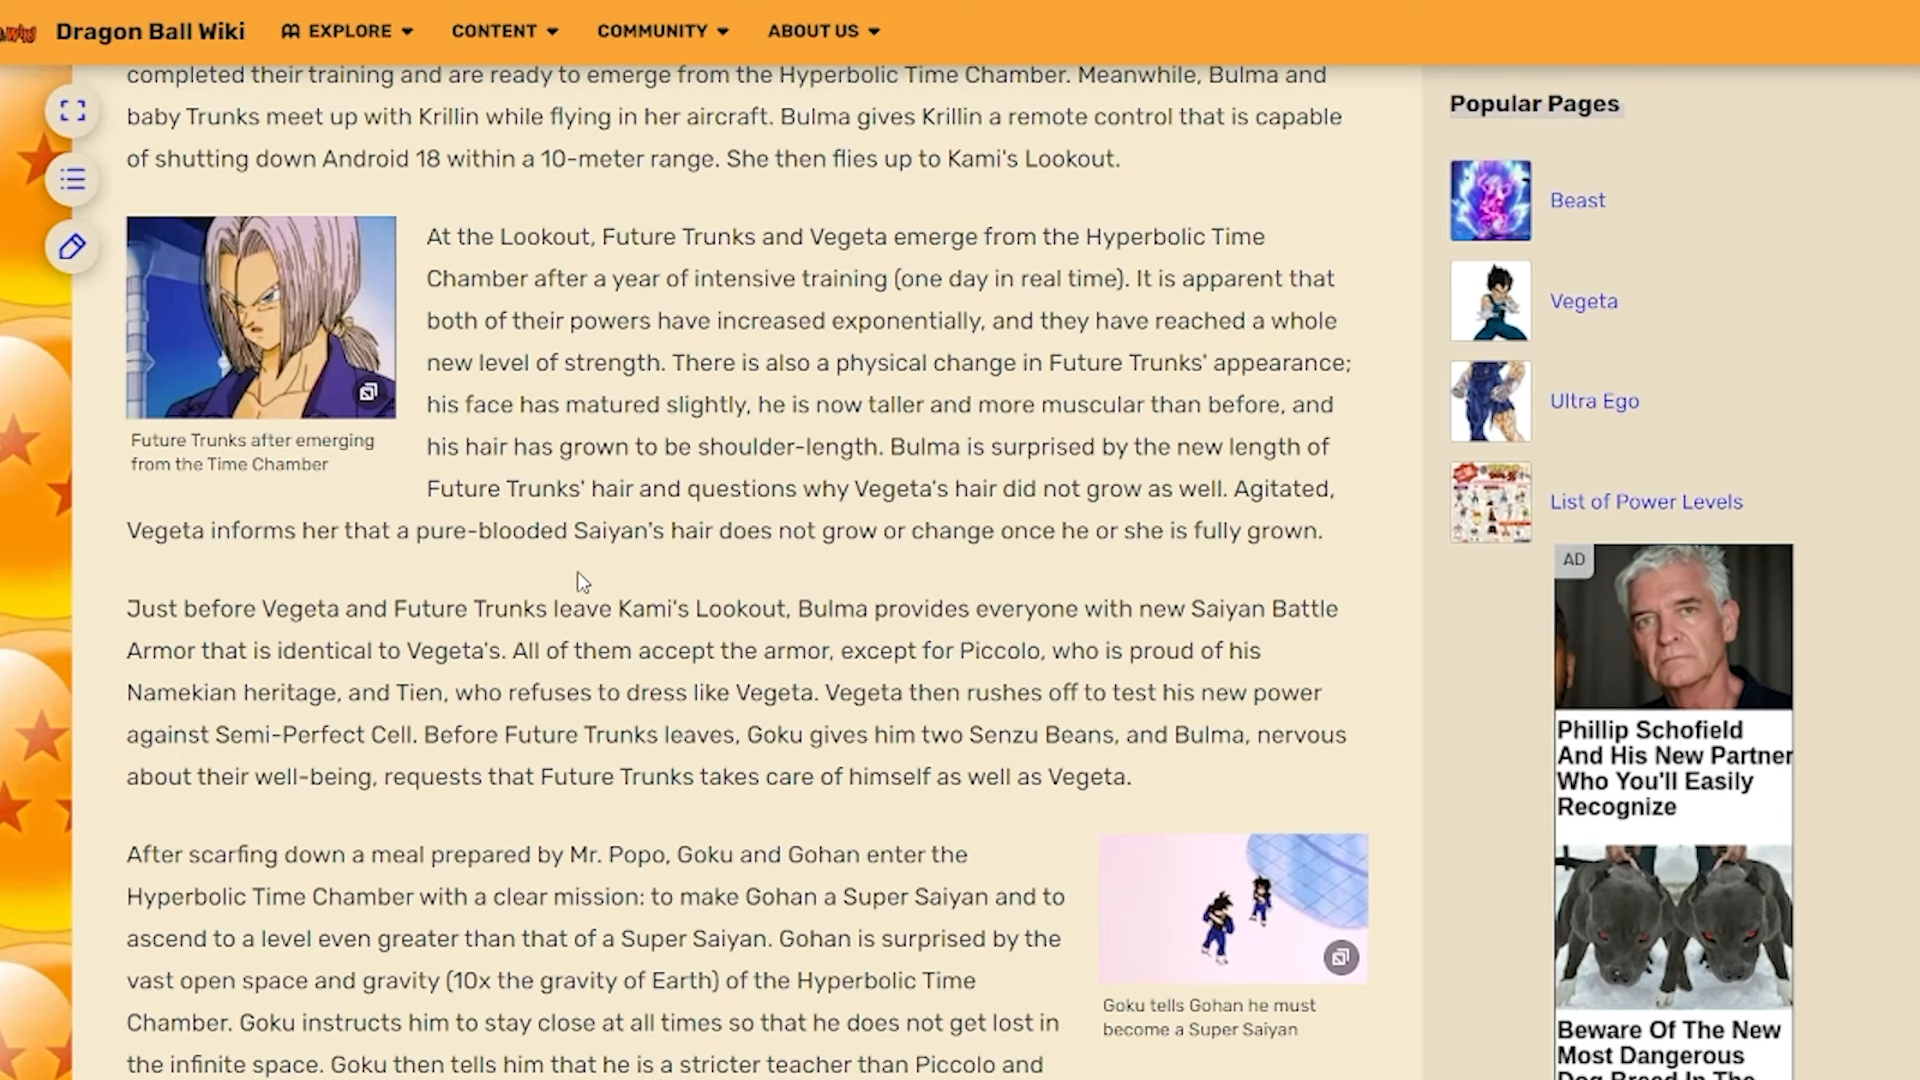 Dragon Ball Wiki
EXPLORE
CONTENT
COMMUNITY
ABOUT US
completed their training and are ready to emerge from the Hyperbolic Time Chamber. Meanwhile, Bulma and
baby Trunks meet up with Krillin while flying in her aircraft. Bulma gives Krillin a remote control that is capable
of shutting down Android 18 within a 10-meter range. She then flies up to Kami's Lookout.
At the Lookout, Future Trunks and Vegeta emerge from the Hyperbolic Time
Chamber after a year of intensive training (one day in real time). It is apparent that
both of their powers have increased exponentially, and they have reached a whole
new level of strength. There is also a physical change in Future Trunks' appearance;
his face has matured slightly, he is now taller and more muscular than before, and
his hair has grown to be shoulder-length. Bulma is surprised by the new length of
Future Trunks' hair and questions why Vegeta's hair did not grow as well. Agitated,
Vegeta informs her that a pure-blooded Saiyan's hair does not grow or change once he or she is fully grown.
Future Trunks after emerging
from the Time Chamber
Just before Vegeta and Future Trunks leave Kami's Lookout, Bulma provides everyone with new Saiyan Battle
Armor that is identical to Vegeta's. All of them accept the armor, except for Piccolo, who is proud of his
Namekian heritage, and Tien, who refuses to dress like Vegeta. Vegeta then rushes off to test his new power
against Semi-Perfect Cell. Before Future Trunks leaves, Goku gives him two Senzu Beans, and Bulma, nervous
about their well-being, requests that Future Trunks takes care of himself as well as Vegeta.
After scarfing down a meal prepared by Mr. Popo, Goku and Gohan enter the
Hyperbolic Time Chamber with a clear mission: to make Gohan a Super Saiyan and to
ascend to a level even greater than that of a Super Saiyan. Gohan is surprised by the
vast open space and gravity (10x the gravity of Earth) of the Hyperbolic Time
Chamber. Goku instructs him to stay close at all times so that he does not get lost in
the infinite space. Goku then tells him that he is a stricter teacher than Piccolo and
Goku tells Gohan he must
become a Super Saiyan
Popular Pages
Beast
Vegeta
Ultra Ego
List of Power Levels
AD
Phillip Schofield
And His New Partner
Who You'll Easily
Recognize
Beware Of The New
Most Dangerous
Dog Breed In The